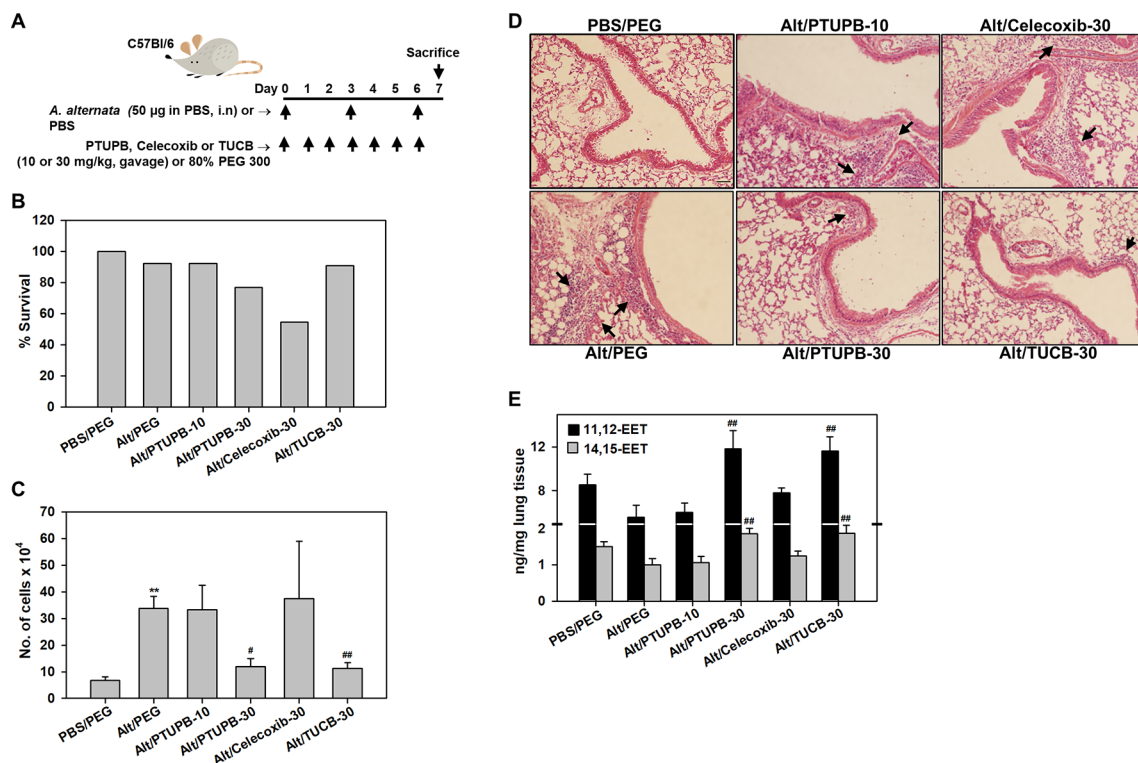 A
C57Bl/6
Sacrifice
Day 0 1 2 3 4 5 6 7
A. alternata (50 µg in PBS, i.n) or →
PBS
PTUPB, Celecoxib or TUCB →
(10 or 30 mg/kg, gavage) or 80% PEG 300
B
% Survival
120
100
80
60
40
20
0
PBS/PEG
Alt/PEG
Alt/PTUPB-10
Alt/PTUPB-30
Alt/Celecoxib-30
Alt/TUCB-30
C
No. of cells x 10⁴
70
60
50
40
30
20
10
0
**
#
##
PBS/PEG
Alt/PEG
Alt/PTUPB-10
Alt/PTUPB-30
Alt/Celecoxib-30
Alt/TUCB-30
D
PBS/PEG Alt/PTUPB-10 Alt/Celecoxib-30
Alt/PEG Alt/PTUPB-30 Alt/TUCB-30
E
11,12-EET
14,15-EET
ng/mg lung tissue
12
8
2
1
0
##
##
##
##
PBS/PEG
Alt/PEG
Alt/PTUPB-10
Alt/PTUPB-30
Alt/Celecoxib-30
Alt/TUCB-30